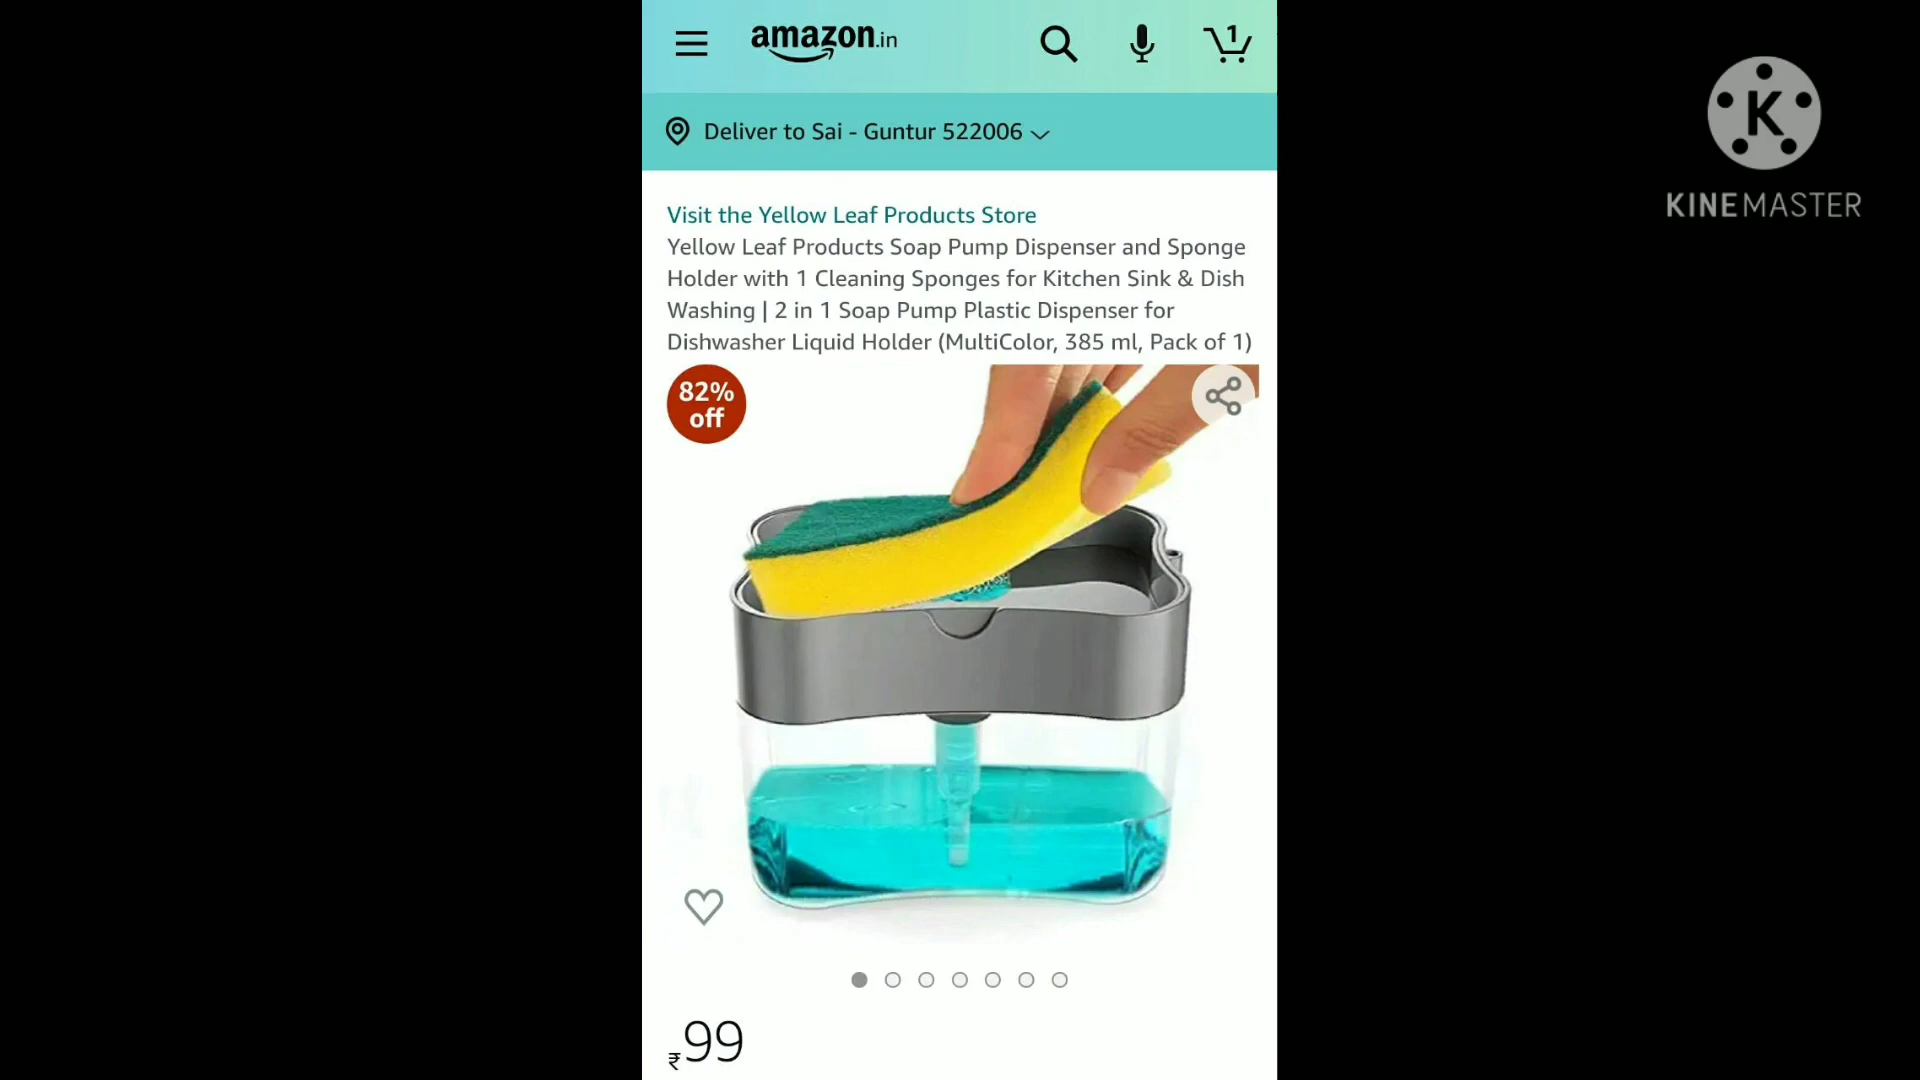 amazon.in
1
Deliver to Sai - Guntur 522006
Visit the Yellow Leaf Products Store
Yellow Leaf Products Soap Pump Dispenser and Sponge
Holder with 1 Cleaning Sponges for Kitchen Sink & Dish
Washing | 2 in 1 Soap Pump Plastic Dispenser for
Dishwasher Liquid Holder (MultiColor, 385 ml, Pack of 1)
82%
off
₹99
K
KINEMASTER